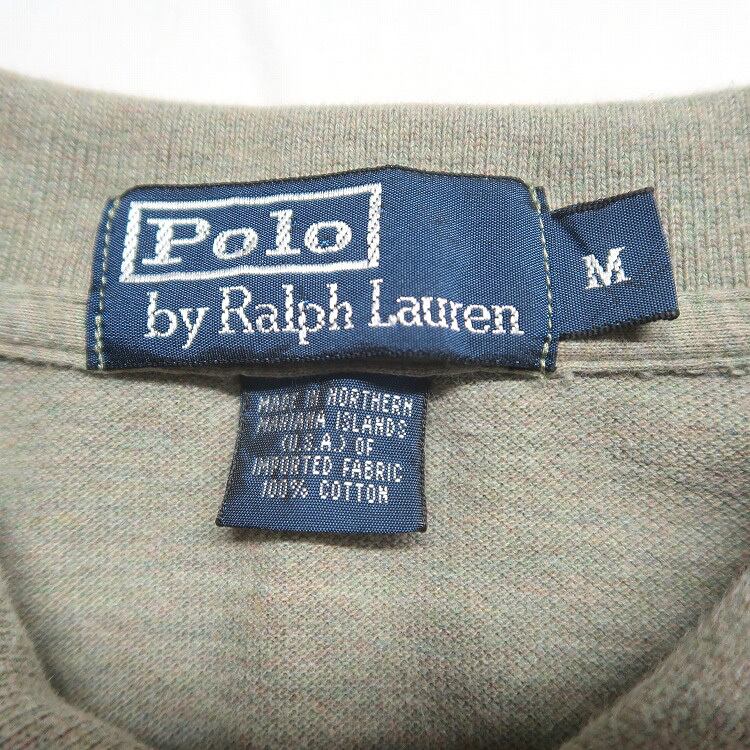 Polo
by Ralph Lauren
M
MADE IN NORTHERN
MARIANA ISLANDS
(U.S.A.) OF
IMPORTED FABRIC
100% COTTON